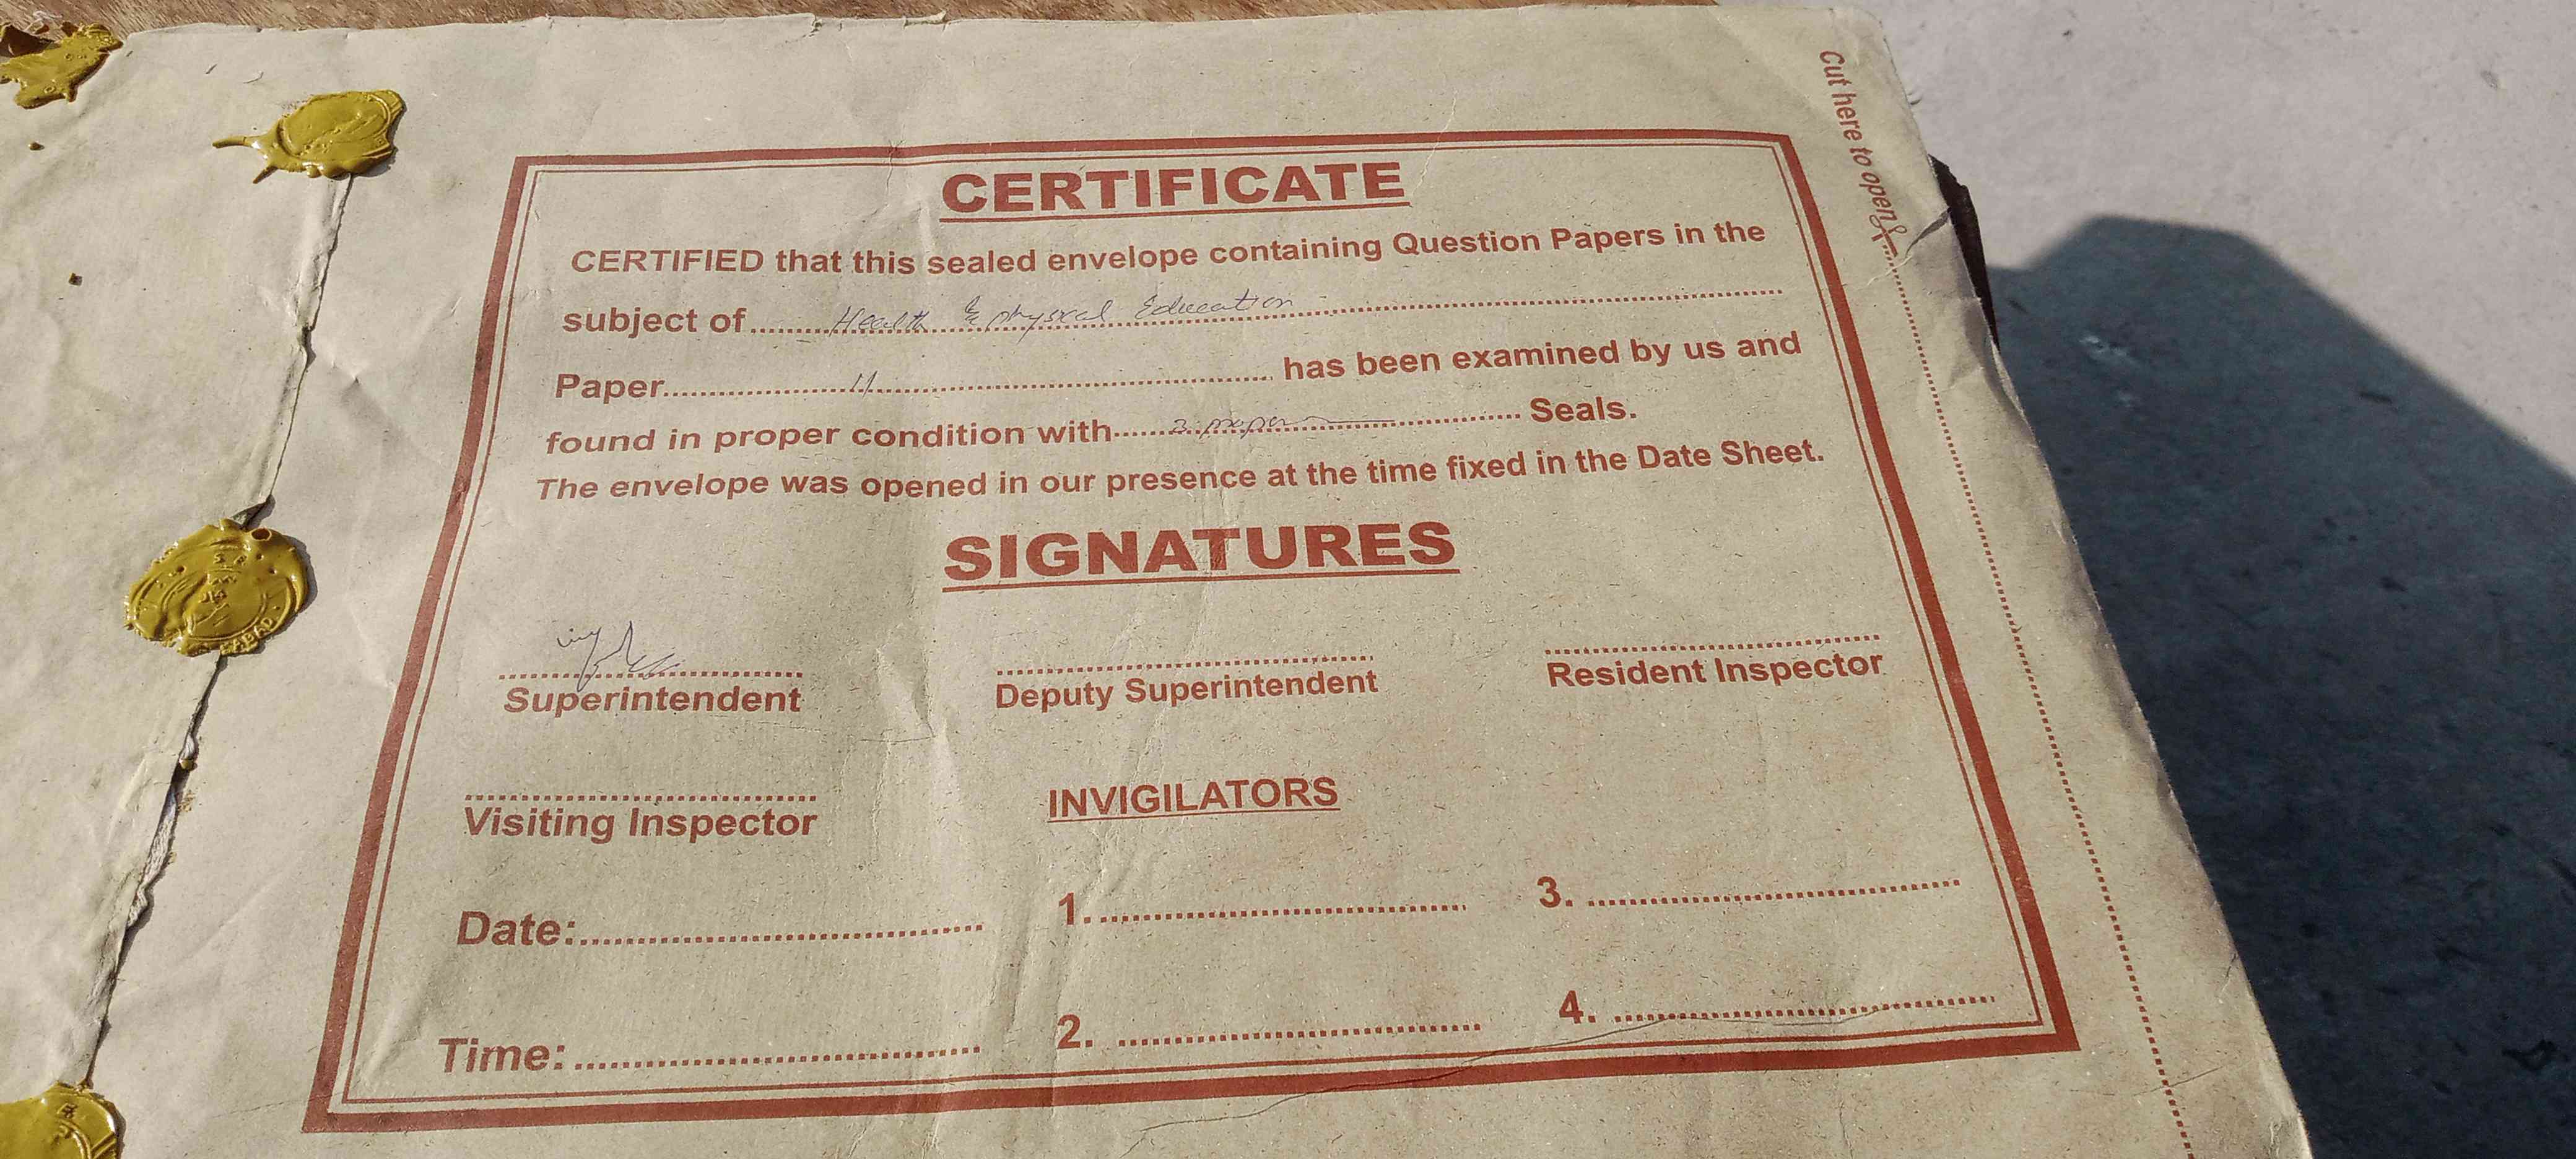 Cut here to open
CERTIFICATE
CERTIFIED that this sealed envelope containing Question Papers in the
subject of Health & physical Education
Paper 11 has been examined by us and
found in proper condition with 3 Seals.
The envelope was opened in our presence at the time fixed in the Date Sheet.
SIGNATURES
Superintendent
Deputy Superintendent
Resident Inspector
Visiting Inspector
INVIGILATORS
Date:
1.
3.
Time:
2.
4.